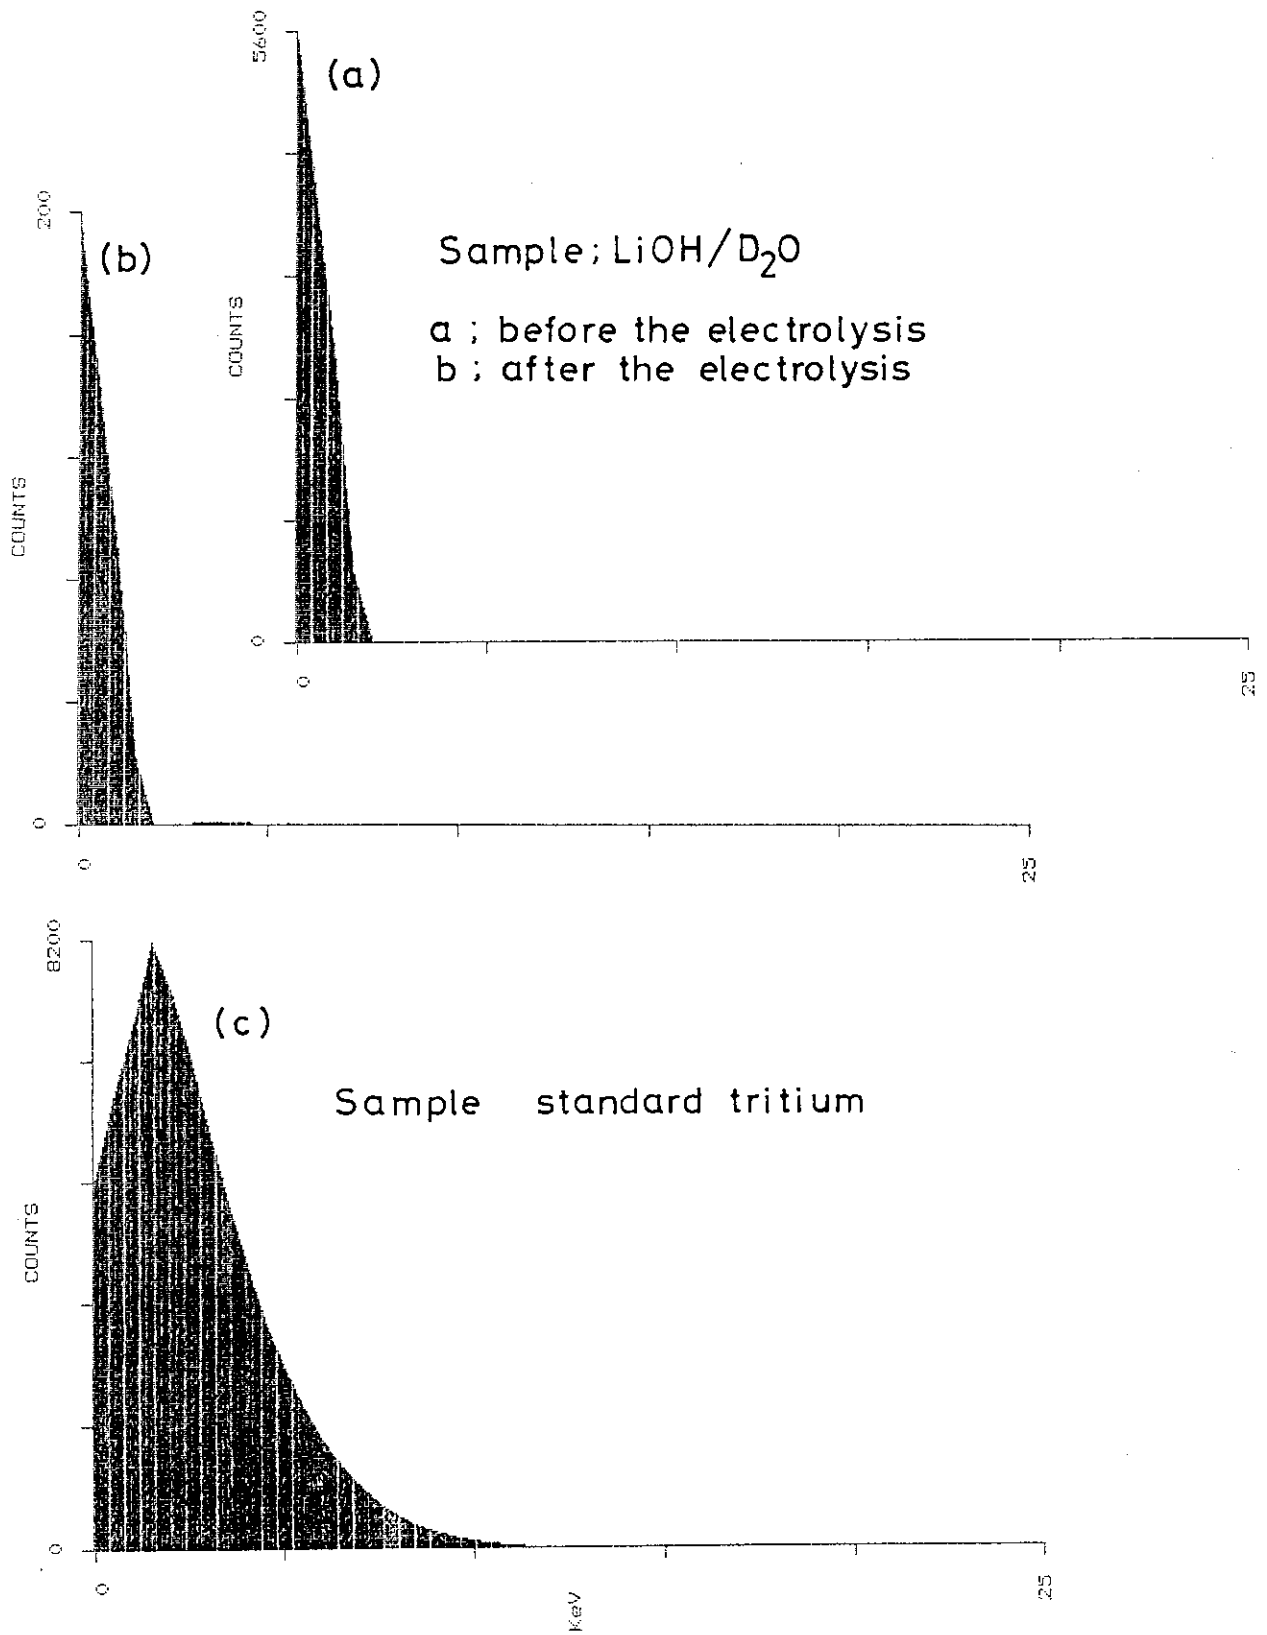 5600
(a)
200
(b)
Sample; LiOH/D₂O
COUNTS
a ; before the electrolysis
b ; after the electrolysis
COUNTS
0
0
25
0
0
25
8200
(c)
Sample standard tritium
COUNTS
0
0
KeV
25